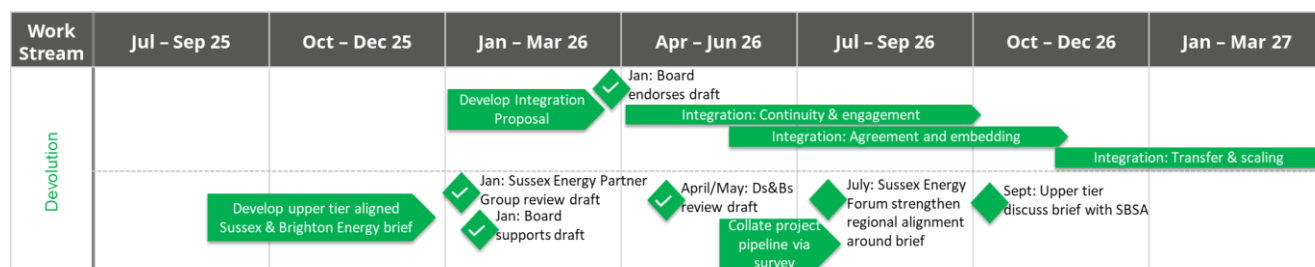 Work
Stream
Jul – Sep 25
Oct – Dec 25
Jan – Mar 26
Apr – Jun 26
Jul – Sep 26
Oct – Dec 26
Jan – Mar 27
Devolution
Develop Integration
Proposal
Jan: Board
endorses draft
Integration: Continuity & engagement
Integration: Agreement and embedding
Integration: Transfer & scaling
Develop upper tier aligned
Sussex & Brighton Energy brief
Jan: Sussex Energy Partner
Group review draft
Jan: Board
supports draft
April/May: Ds&Bs
review draft
Collate project
pipeline via
survey
July: Sussex Energy
Forum strengthen
regional alignment
around brief
Sept: Upper tier
discuss brief with SBSA